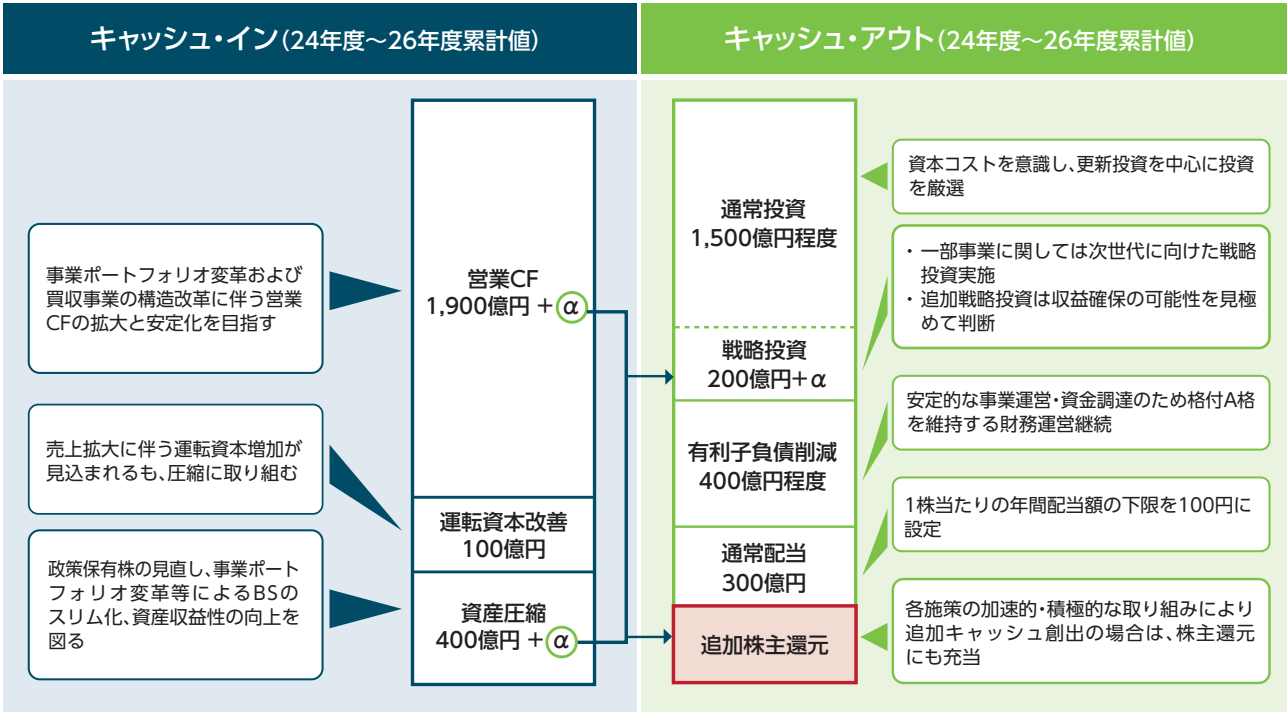 キャッシュ・イン(24年度～26年度累計値)
事業ポートフォリオ変革および
買収事業の構造改革に伴う営業
CFの拡大と安定化を目指す
売上拡大に伴う運転資本増加が
見込まれるも、圧縮に取り組む
政策保有株の見直し、事業ポート
フォリオ変革等によるBSの
スリム化、資産収益性の向上を
図る
営業CF
1,900億円 + α
運転資本改善
100億円
資産圧縮
400億円 + α
キャッシュ・アウト(24年度～26年度累計値)
通常投資
1,500億円程度
戦略投資
200億円+α
有利子負債削減
400億円程度
通常配当
300億円
追加株主還元
資本コストを意識し、更新投資を中心に投資
を厳選
・ 一部事業に関しては次世代に向けた戦略
投資実施
・ 追加戦略投資は収益確保の可能性を見極
めて判断
安定的な事業運営・資金調達のため格付A格
を維持する財務運営継続
1株当たりの年間配当額の下限を100円に
設定
各施策の加速的・積極的な取り組みにより
追加キャッシュ創出の場合は、株主還元
にも充当